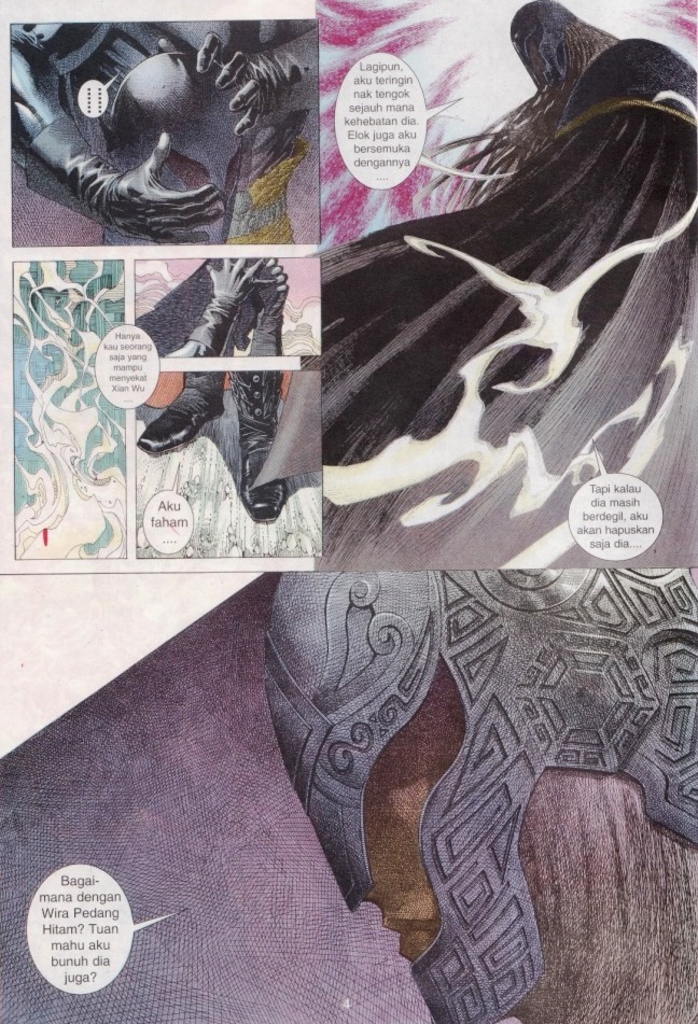 ......
Lagipun,
aku teringin
nak tengok
sejauh mana
kehebatan dia.
Elok juga aku
bersemuka
dengannya
....
Hanya
kau seorang
saja yang
mampu
menyekat
Xian Wu
....
Aku
faham
....
Tapi kalau
dia masih
berdegil, aku
akan hapuskan
saja dia....
Bagai-
mana dengan
Wira Pedang
Hitam? Tuan
mahu aku
bunuh dia
juga?
4